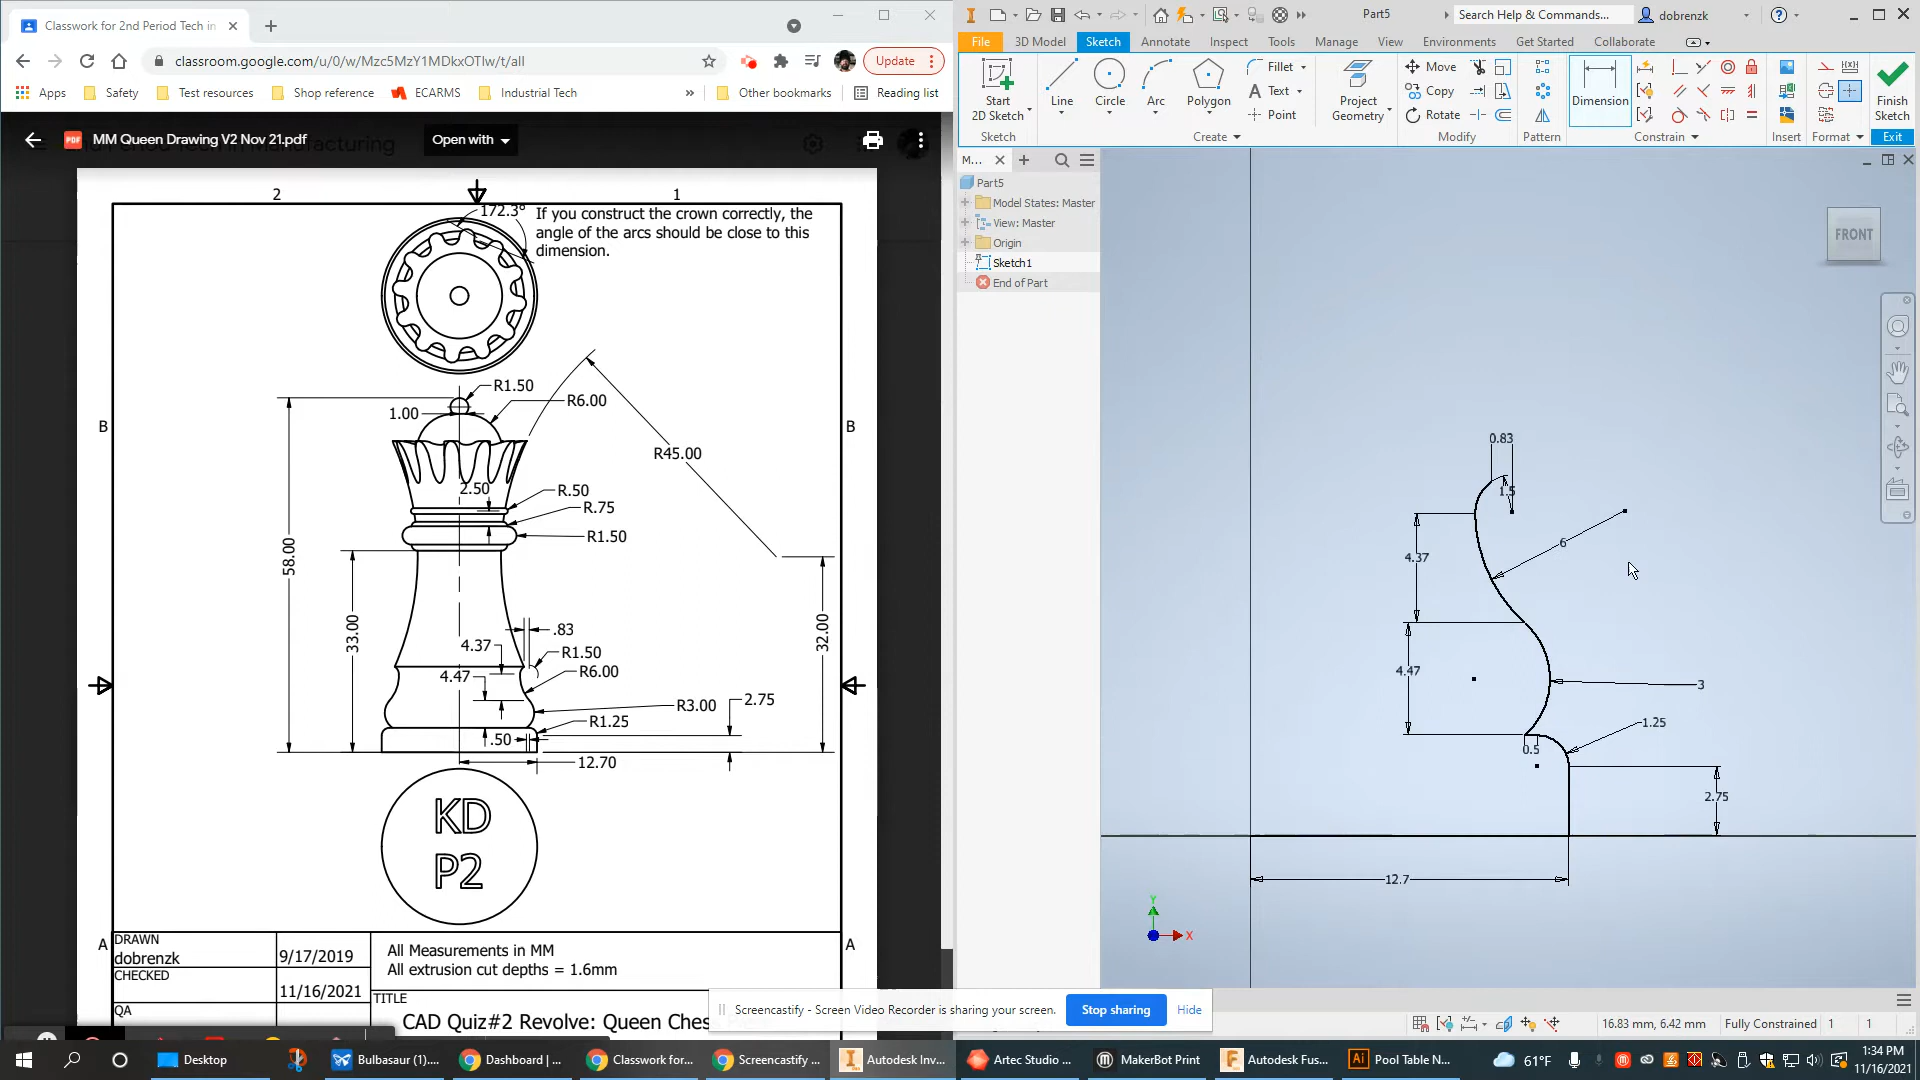 Classwork for 2nd Period Tech in
classroom.google.com/u/0/w/Mzc5MzY1MDkxOTIw/t/all
Update
Apps
Safety
Test resources
Shop reference
ECARMS
Industrial Tech
»
Other bookmarks
Reading list
MM Queen Drawing V2 Nov 21.pdf
Open with
2
1
172.3°
If you construct the crown correctly, the
angle of the arcs should be close to this
dimension.
R1.50
1.00
R6.00
B
B
R45.00
2.50
R.50
R.75
R1.50
58.00
33.00
32.00
.83
4.37
R1.50
4.47
R6.00
R3.00
2.75
R1.25
.50
12.70
KD
P2
A
A
DRAWN
dobrenzk
9/17/2019
CHECKED
11/16/2021
QA
All Measurements in MM
All extrusion cut depths = 1.6mm
TITLE
CAD Quiz#2 Revolve: Queen Chess
Part5
Search Help & Commands...
dobrenzk
File
3D Model
Sketch
Annotate
Inspect
Tools
Manage
View
Environments
Get Started
Collaborate
Start
2D Sketch
Line
Circle
Arc
Polygon
Fillet
Text
Point
Project
Geometry
Move
Copy
Rotate
Dimension
Finish
Sketch
Sketch
Create
Modify
Pattern
Constrain
Insert
Format
Exit
M...
Part5
Model States: Master
View: Master
Origin
Sketch1
End of Part
FRONT
0.83
1.5
4.37
6
4.47
3
1.25
0.5
2.75
12.7
Y
X
Screencastify - Screen Video Recorder is sharing your screen.
Stop sharing
Hide
16.83 mm, 6.42 mm
Fully Constrained
1
1
Desktop
Bulbasaur (1)....
Dashboard | ...
Classwork for...
Screencastify ...
Autodesk Inv...
Artec Studio ...
MakerBot Print
Autodesk Fus...
Pool Table N...
61°F
1:34 PM
11/16/2021